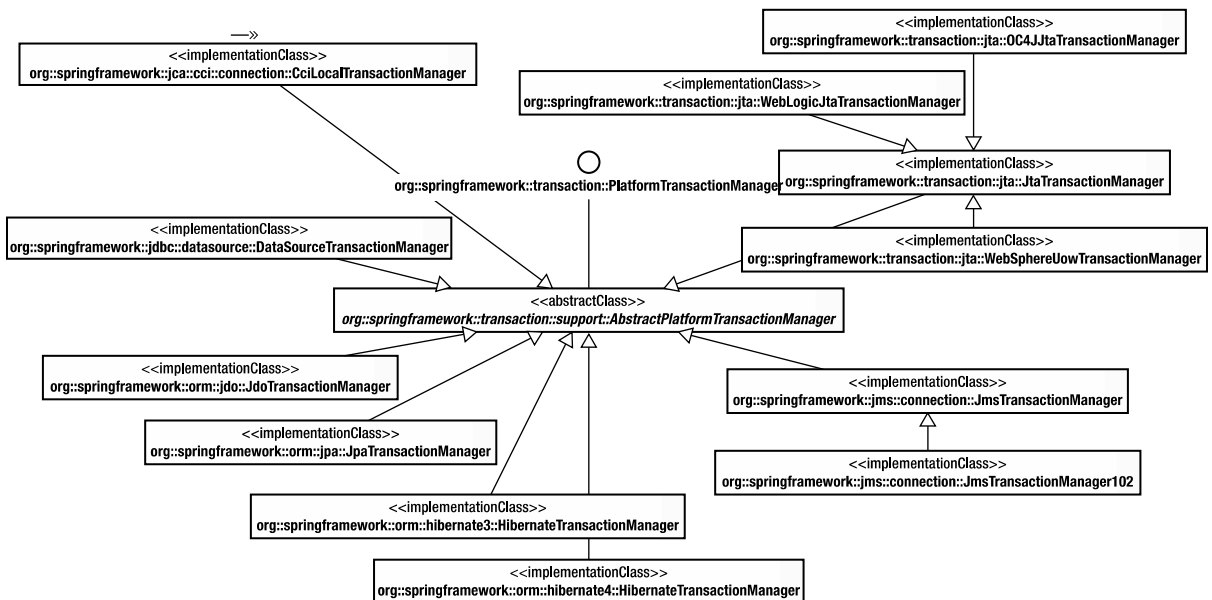 <<implementationClass>>
org::springframework::transaction::jta::OC4JJtaTransactionManager
<<implementationClass>>
org::springframework::jca::cci::connection::CciLocalTransactionManager
<<implementationClass>>
org::springframework::transaction::jta::WebLogicJtaTransactionManager
<<implementationClass>>
org::springframework::transaction::jta::JtaTransactionManager
org::springframework::transaction::PlatformTransactionManager
<<implementationClass>>
org::springframework::jdbc::datasource::DataSourceTransactionManager
<<implementationClass>>
org::springframework::transaction::jta::WebSphereUowTransactionManager
<<abstractClass>>
org::springframework::transaction::support::AbstractPlatformTransactionManager
<<implementationClass>>
org::springframework::orm::jdo::JdoTransactionManager
<<implementationClass>>
org::springframework::jms::connection::JmsTransactionManager
<<implementationClass>>
org::springframework::orm::jpa::JpaTransactionManager
<<implementationClass>>
org::springframework::jms::connection::JmsTransactionManager102
<<implementationClass>>
org::springframework::orm::hibernate3::HibernateTransactionManager
<<implementationClass>>
org::springframework::orm::hibernate4::HibernateTransactionManager